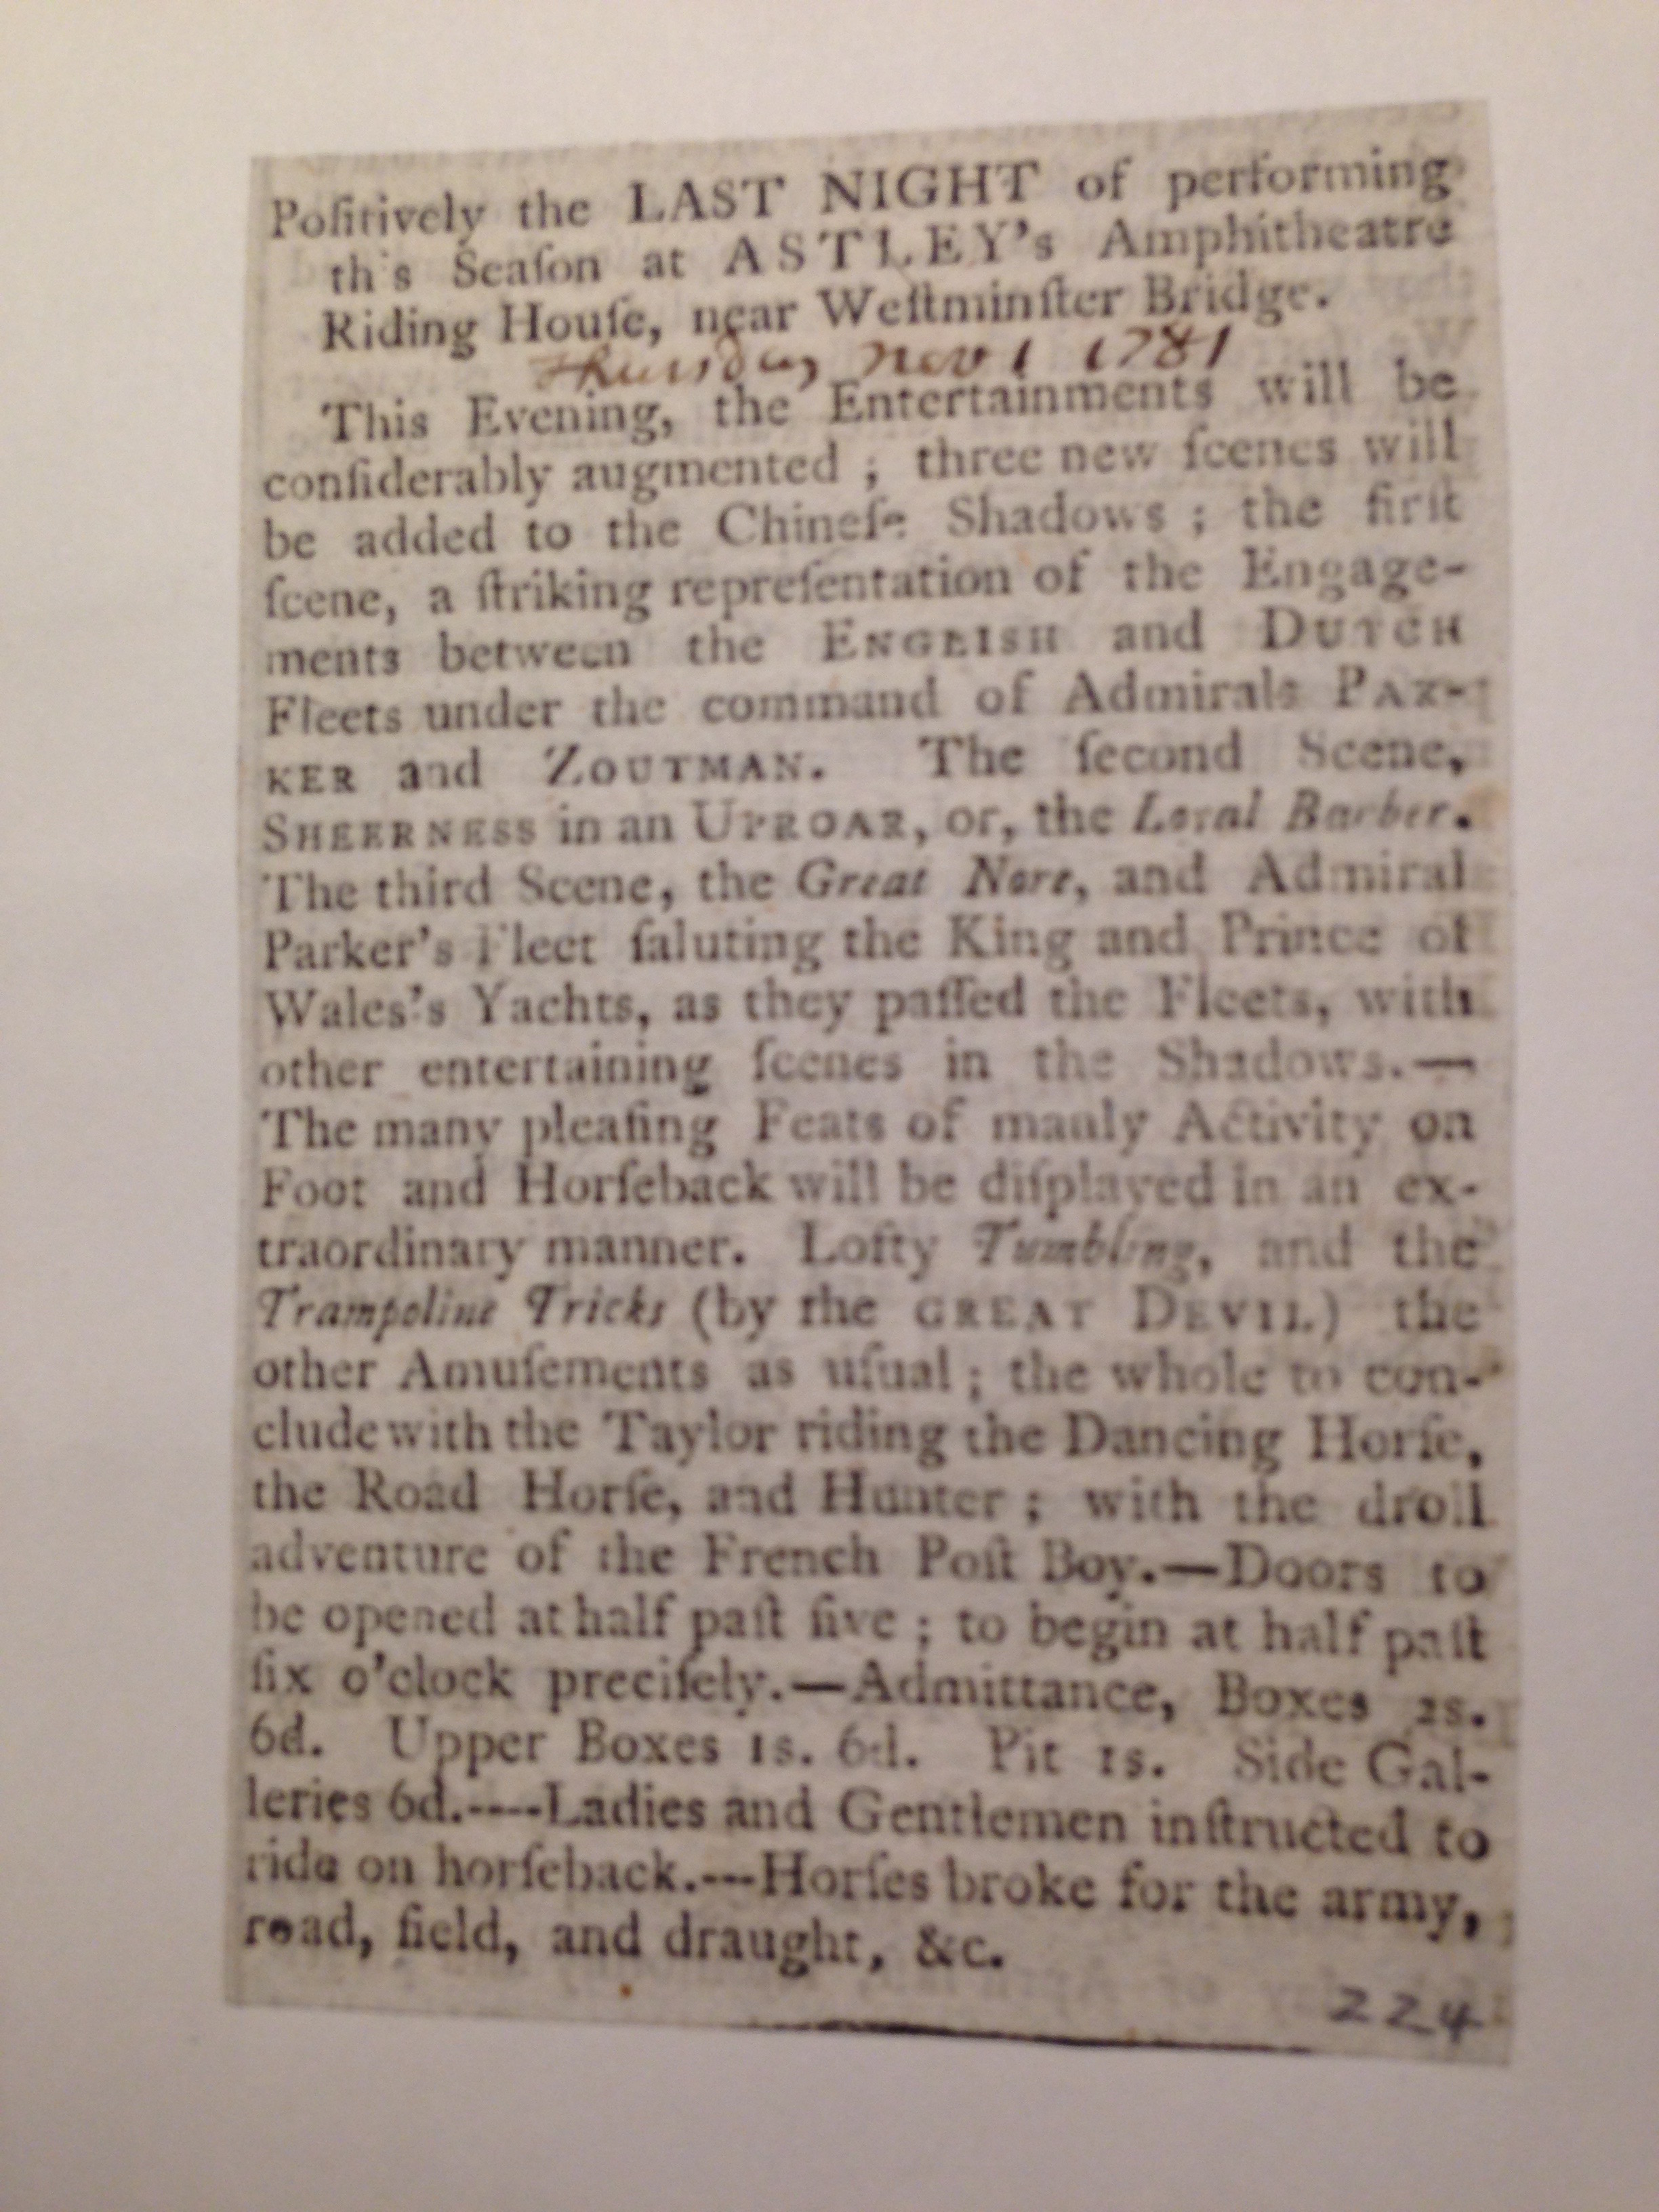 Poſitively the LAST NIGHT of performing
th's Seaſon at ASTLEY's Amphitheatre
Riding Houſe, near Weſtminſter Bridge.
Thursday Nov 1 1781
This Evening, the Entertainments will be
conſiderably augmented ; three new ſcenes will
be added to the Chineſe Shadows ; the firſt
ſcene, a ſtriking repreſentation of the Engage-
ments between the ENGLISH and DUTCH
Fleets under the command of Admirals PAR-
KER and ZOUTMAN. The ſecond Scene,
SHEERNESS in an UPROAR, or, the Loyal Barber.
The third Scene, the Great Nore, and Admiral
Parker's Fleet ſaluting the King and Prince of
Wales's Yachts, as they paſſed the Fleets, with
other entertaining ſcenes in the Shadows.—
The many pleaſing Feats of manly Activity on
Foot and Horſeback will be diſplayed in an ex-
traordinary manner. Lofty Tumbling, and the
Trampoline Tricks (by the GREAT DEVIL) the
other Amuſements as uſual ; the whole to con-
clude with the Taylor riding the Dancing Horſe,
the Road Horſe, and Hunter ; with the droll
adventure of the French Poſt Boy.—Doors to
be opened at half paſt five ; to begin at half paſt
ſix o'clock preciſely.—Admittance, Boxes 2s.
6d. Upper Boxes 1s. 6d. Pit 1s. Side Gal-
leries 6d.----Ladies and Gentlemen inſtructed to
ride on horſeback.---Horſes broke for the army,
road, field, and draught, &c.
224